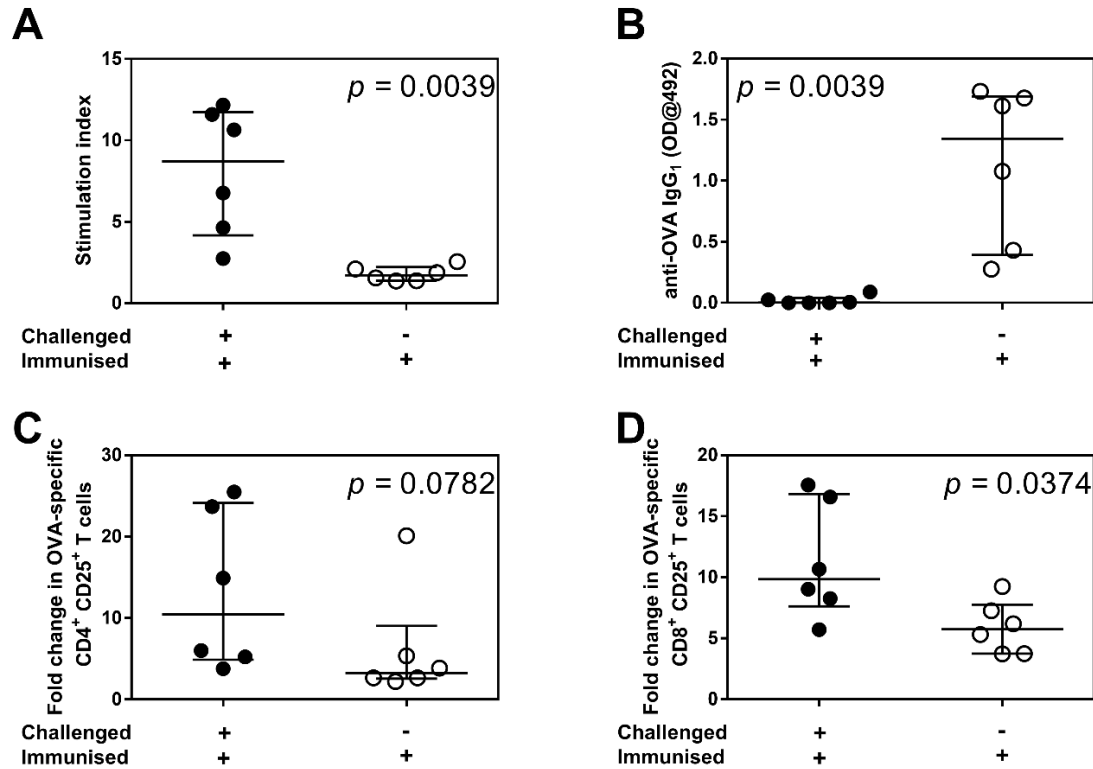 A
Stimulation index
15
10
5
0
p = 0.0039
Challenged + -
Immunised + +
B
anti-OVA IgG₁ (OD@492)
2.0
1.5
1.0
0.5
0.0
p = 0.0039
Challenged + -
Immunised + +
C
Fold change in OVA-specific
CD4⁺ CD25⁺ T cells
30
20
10
0
p = 0.0782
Challenged + -
Immunised + +
D
Fold change in OVA-specific
CD8⁺ CD25⁺ T cells
20
15
10
5
0
p = 0.0374
Challenged + -
Immunised + +